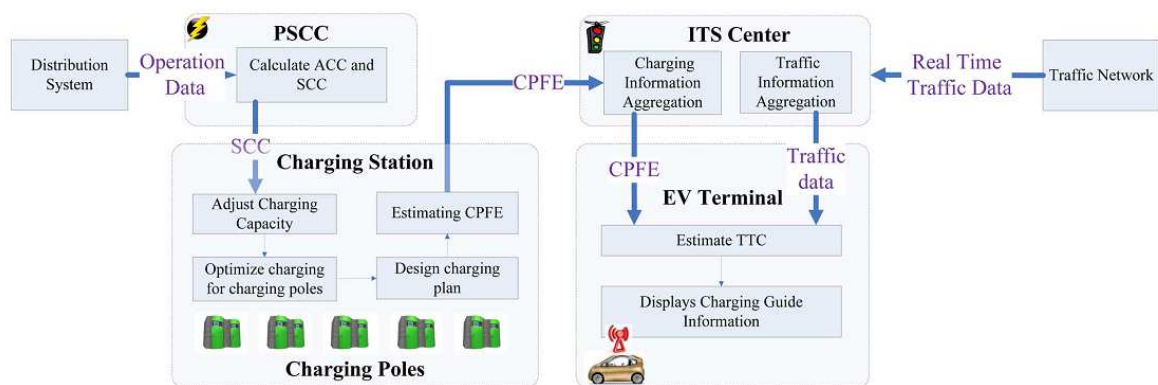 PSCC
Distribution
System
Operation
Data
Calculate ACC and
SCC
SCC
Charging Station
Adjust Charging
Capacity
Optimize charging
for charging poles
Design charging
plan
Estimating CPFE
Charging Poles
CPFE
ITS Center
Charging
Information
Aggregation
Traffic
Information
Aggregation
Real Time
Traffic Data
Traffic Network
CPFE
Traffic
data
EV Terminal
Estimate TTC
Displays Charging Guide
Information